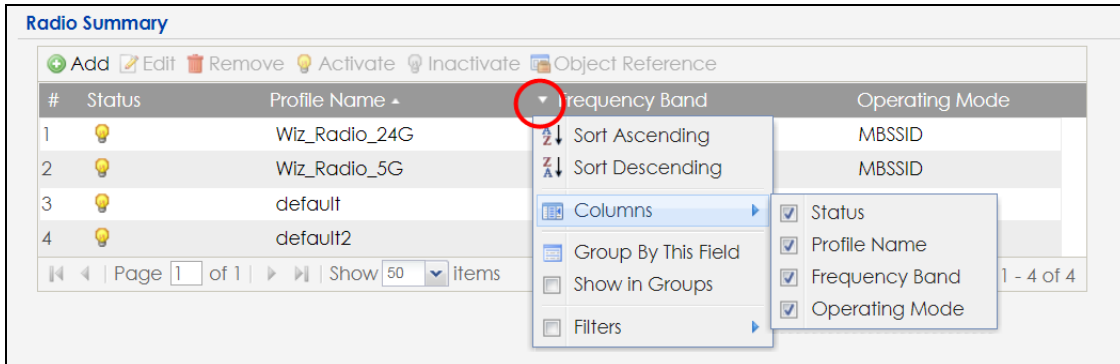 Radio Summary
Add Edit Remove Activate Inactivate Object Reference
# Status Profile Name Frequency Band Operating Mode
1 Wiz_Radio_24G MBSSID
2 Wiz_Radio_5G MBSSID
3 default
4 default2
Page 1 of 1 Show 50 items 1 - 4 of 4
Sort Ascending
Sort Descending
Columns
Group By This Field
Show in Groups
Filters
Status
Profile Name
Frequency Band
Operating Mode